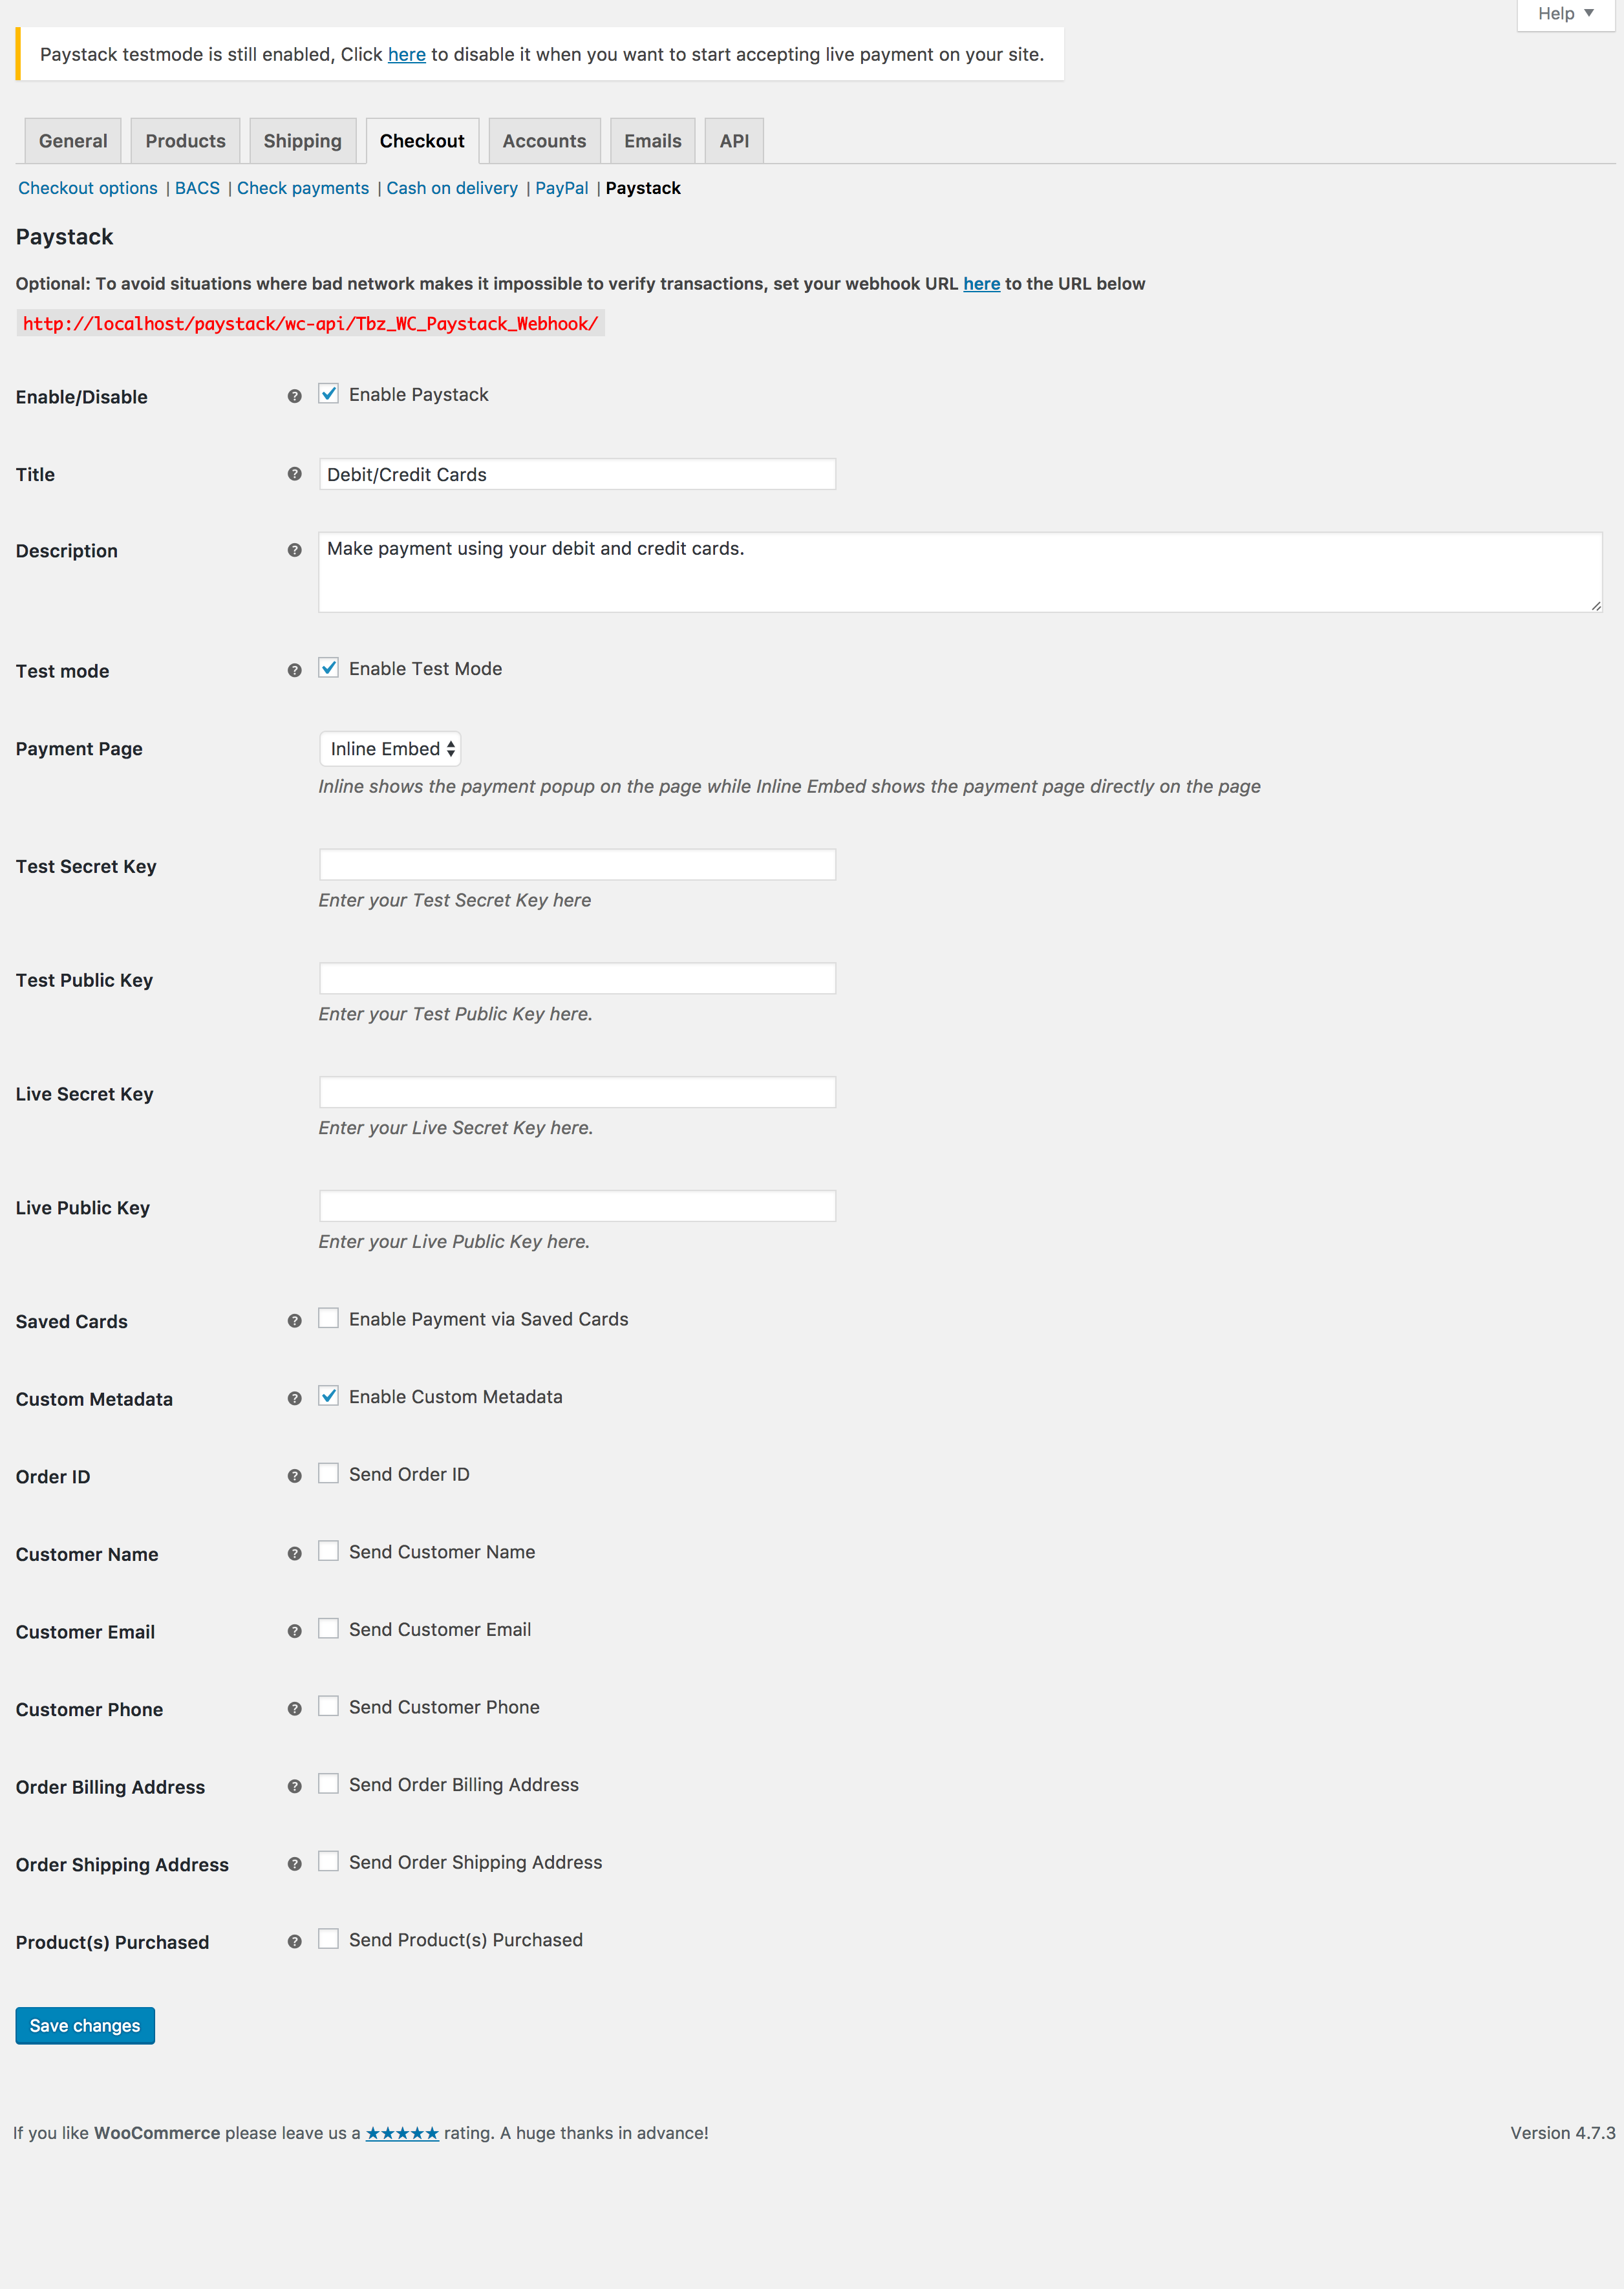 Help
Paystack testmode is still enabled, Click here to disable it when you want to start accepting live payment on your site.
General Products Shipping Checkout Accounts Emails API
Checkout options | BACS | Check payments | Cash on delivery | PayPal | Paystack
Paystack
Optional: To avoid situations where bad network makes it impossible to verify transactions, set your webhook URL here to the URL below
http://localhost/paystack/wc-api/Tbz_WC_Paystack_Webhook/
Enable/Disable Enable Paystack
Title Debit/Credit Cards
Description Make payment using your debit and credit cards.
Test mode Enable Test Mode
Payment Page Inline Embed
Inline shows the payment popup on the page while Inline Embed shows the payment page directly on the page
Test Secret Key
Enter your Test Secret Key here
Test Public Key
Enter your Test Public Key here.
Live Secret Key
Enter your Live Secret Key here.
Live Public Key
Enter your Live Public Key here.
Saved Cards Enable Payment via Saved Cards
Custom Metadata Enable Custom Metadata
Order ID Send Order ID
Customer Name Send Customer Name
Customer Email Send Customer Email
Customer Phone Send Customer Phone
Order Billing Address Send Order Billing Address
Order Shipping Address Send Order Shipping Address
Product(s) Purchased Send Product(s) Purchased
Save changes
If you like WooCommerce please leave us a ★★★★★ rating. A huge thanks in advance! Version 4.7.3